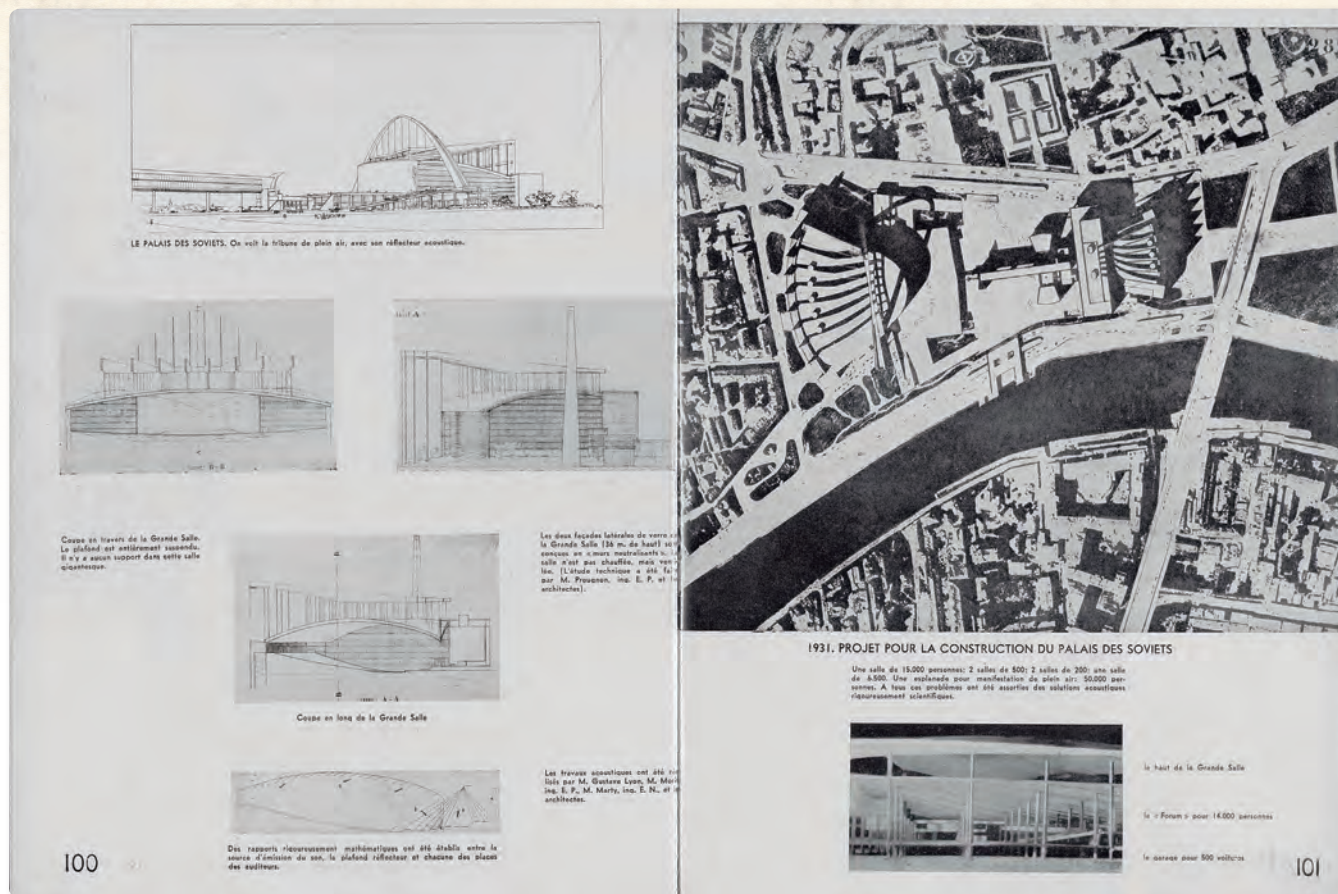 LE PALAIS DES SOVIETS. On voit la tribune de plein air, avec son réflecteur acoustique.
Coupe en travers de la Grande Salle.
Le plafond est entièrement suspendu.
Il n'y a aucun support dans cette salle
gigantesque.
Les deux façades latérales de verre
la Grande Salle (36 m. de haut)
conçues en « murs neutralisants ».
salle n'est pas chauffée, mais
(L'étude technique a été
par M. Prougnon, ing. E. P. et
architectes).
Coupe en long de la Grande Salle
Les travaux acoustiques ont été
lisés par M. Gustave Lyon, M.
ing. E. P., M. Marty, ing. E. N., et
architectes.
Des rapports rigoureusement mathématiques ont été établis entre la
source d'émission du son, le plafond réflecteur et chacune des places
des auditeurs.
100
28
1931. PROJET POUR LA CONSTRUCTION DU PALAIS DES SOVIETS
Une salle de 15.000 personnes; 2 salles de 500; 2 salles de 200; une salle
de 6.500. Une esplanade pour manifestation de plein air: 50.000 per-
sonnes. A tous ces problèmes ont été assorties des solutions acoustiques
rigoureusement scientifiques.
le haut de la Grande Salle
le « Forum » pour 14.000 personnes
le garage pour 500 voitures
101